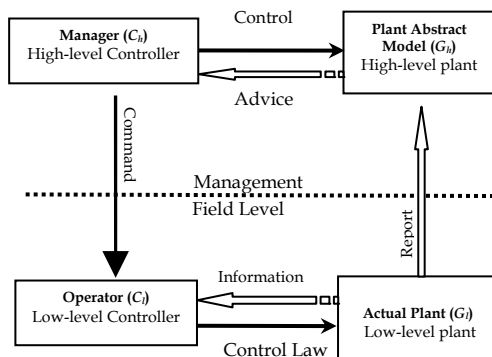 Control
Manager (Cₕ)
High-level Controller
Plant Abstract
Model (Gₕ)
High-level plant
Advice
Command
Management
Field Level
Report
Information
Operator (Cₗ)
Low-level Controller
Actual Plant (Gₗ)
Low-level plant
Control Law